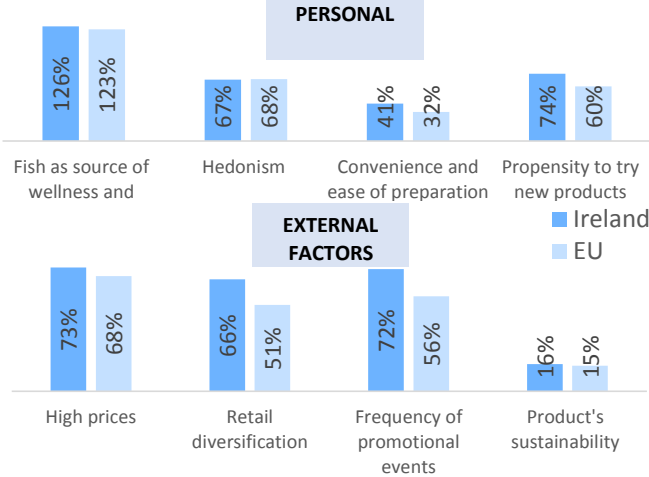 PERSONAL
126%
123%
67%
68%
41%
32%
74%
60%
Fish as source of
wellness and
Hedonism
Convenience and
ease of preparation
Propensity to try
new products
Ireland
EU
EXTERNAL
FACTORS
73%
68%
66%
51%
72%
56%
16%
15%
High prices
Retail
diversification
Frequency of
promotional
events
Product's
sustainability